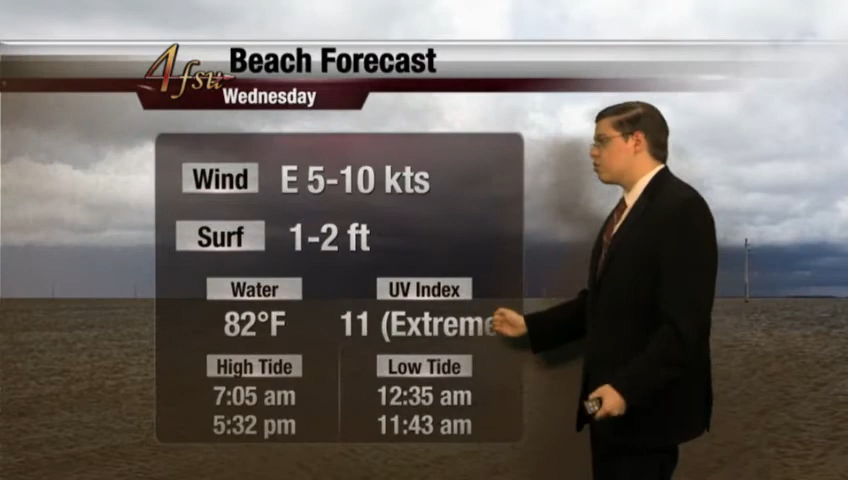 4fsu
Beach Forecast
Wednesday
Wind E 5-10 kts
Surf 1-2 ft
Water UV Index
82°F 11 (Extreme
High Tide Low Tide
7:05 am 12:35 am
5:32 pm 11:43 am